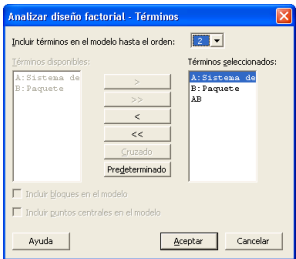 Analizar diseño factorial - Términos
Incluir términos en el modelo hasta el orden: 2
Términos disponibles:
Términos seleccionados:
A:Sistema de
B:Paquete
>
>>
<
<<
Cruzado
Predeterminado
A:Sistema de
B:Paquete
AB
Incluir bloques en el modelo
Incluir puntos centrales en el modelo
Ayuda
Aceptar
Cancelar